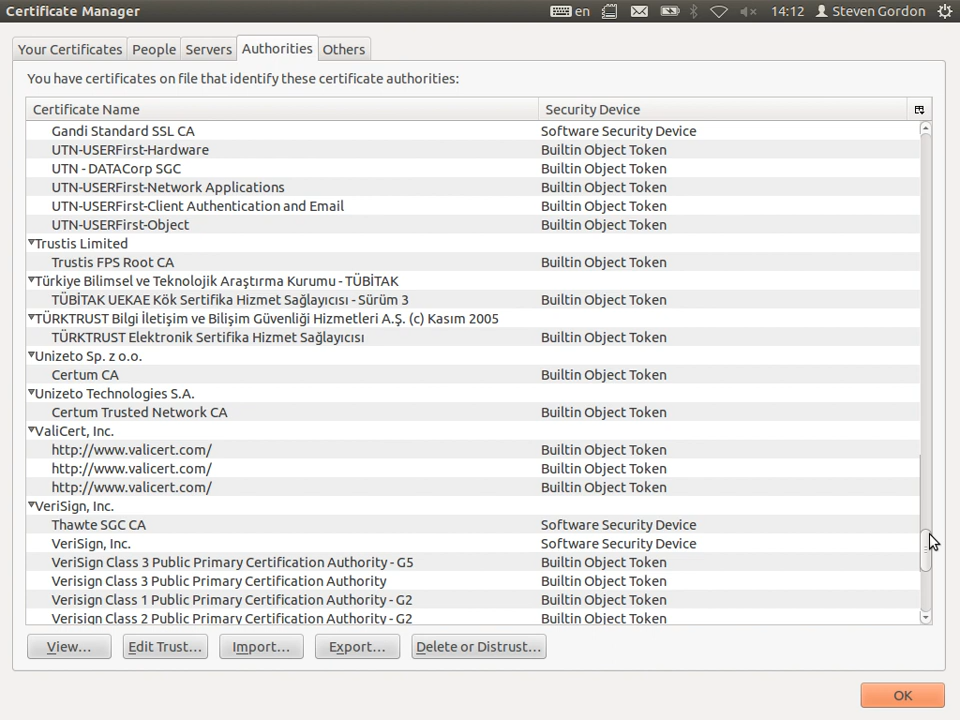 Certificate Manager
en
14:12
Steven Gordon
Your Certificates
People
Servers
Authorities
Others
You have certificates on file that identify these certificate authorities:
Certificate Name
Security Device
Gandi Standard SSL CA Software Security Device
UTN-USERFirst-Hardware Builtin Object Token
UTN - DATACorp SGC Builtin Object Token
UTN-USERFirst-Network Applications Builtin Object Token
UTN-USERFirst-Client Authentication and Email Builtin Object Token
UTN-USERFirst-Object Builtin Object Token
Trustis Limited
Trustis FPS Root CA Builtin Object Token
Türkiye Bilimsel ve Teknolojik Araştırma Kurumu - TÜBİTAK
TÜBİTAK UEKAE Kök Sertifika Hizmet Sağlayıcısı - Sürüm 3 Builtin Object Token
TÜRKTRUST Bilgi İletişim ve Bilişim Güvenliği Hizmetleri A.Ş. (c) Kasım 2005
TÜRKTRUST Elektronik Sertifika Hizmet Sağlayıcısı Builtin Object Token
Unizeto Sp. z o.o.
Certum CA Builtin Object Token
Unizeto Technologies S.A.
Certum Trusted Network CA Builtin Object Token
ValiCert, Inc.
http://www.valicert.com/ Builtin Object Token
http://www.valicert.com/ Builtin Object Token
http://www.valicert.com/ Builtin Object Token
VeriSign, Inc.
Thawte SGC CA Software Security Device
VeriSign, Inc. Software Security Device
VeriSign Class 3 Public Primary Certification Authority - G5 Builtin Object Token
Verisign Class 3 Public Primary Certification Authority Builtin Object Token
Verisign Class 1 Public Primary Certification Authority - G2 Builtin Object Token
Verisign Class 2 Public Primary Certification Authority - G2 Builtin Object Token
View...
Edit Trust...
Import...
Export...
Delete or Distrust...
OK